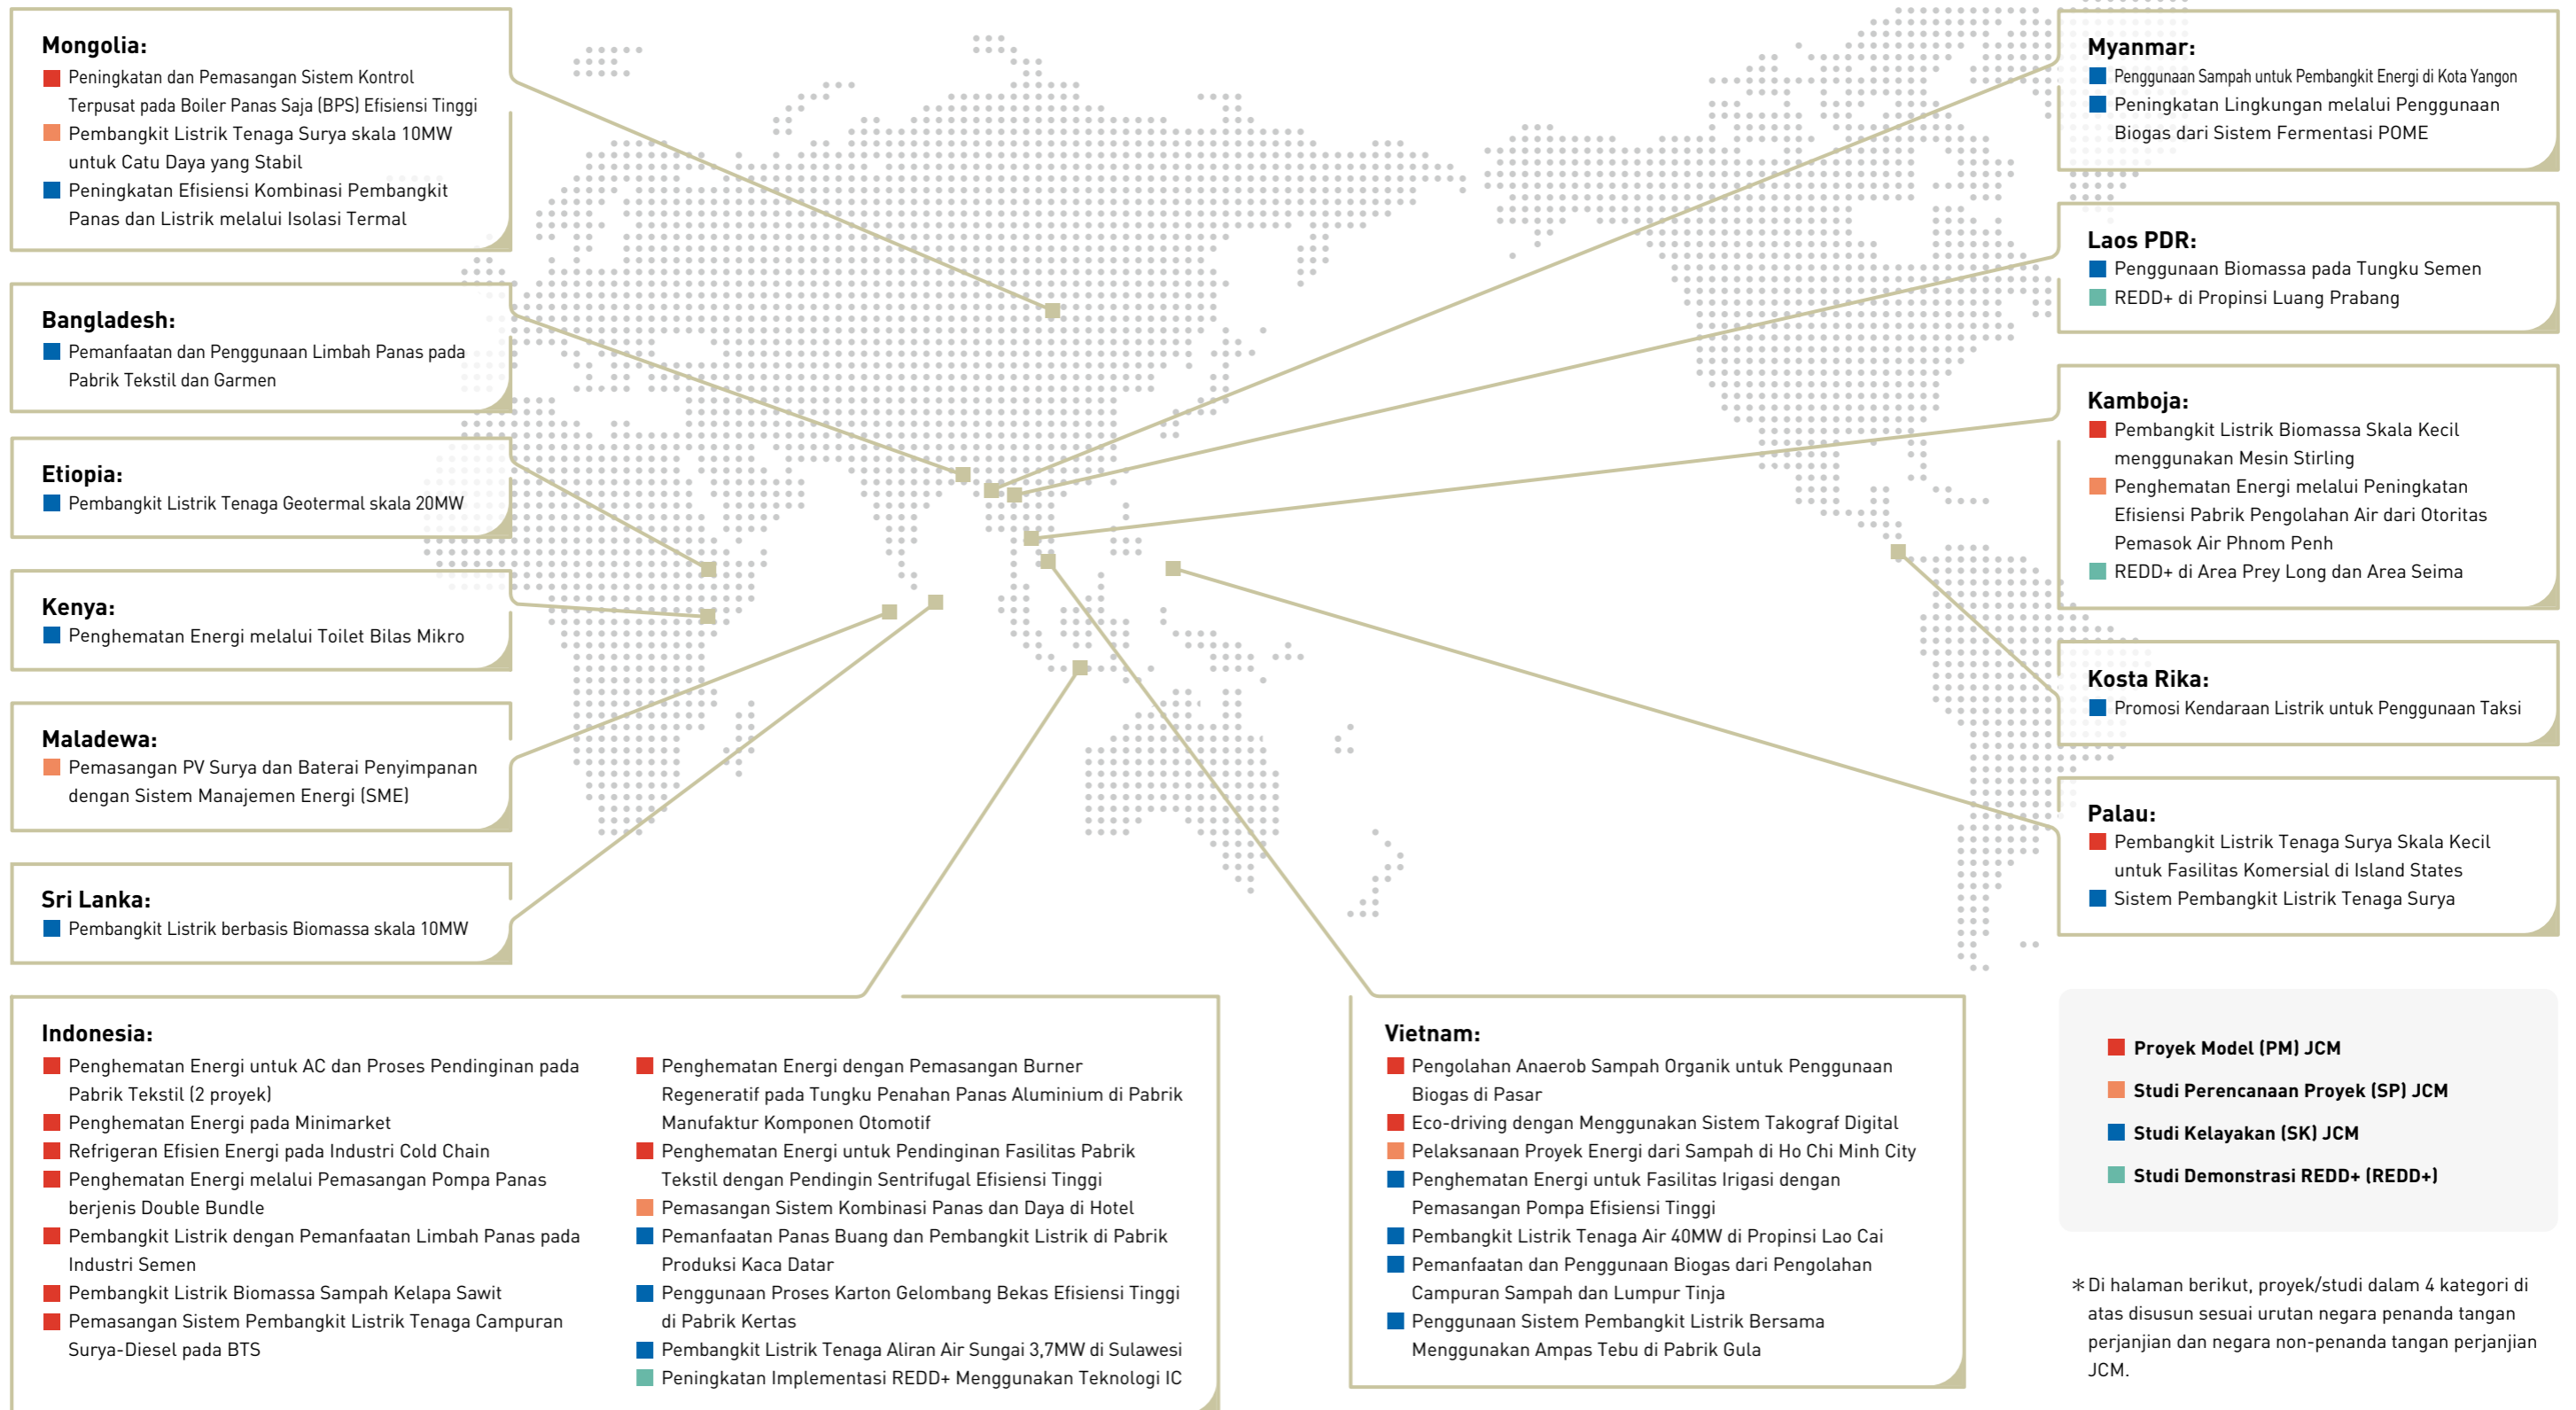 Mongolia:
Peningkatan dan Pemasangan Sistem Kontrol
Terpusat pada Boiler Panas Saja (BPS) Efisiensi Tinggi
Pembangkit Listrik Tenaga Surya skala 10MW
untuk Catu Daya yang Stabil
Peningkatan Efisiensi Kombinasi Pembangkit
Panas dan Listrik melalui Isolasi Termal
Bangladesh:
Pemanfaatan dan Penggunaan Limbah Panas pada
Pabrik Tekstil dan Garmen
Etiopia:
Pembangkit Listrik Tenaga Geotermal skala 20MW
Kenya:
Penghematan Energi melalui Toilet Bilas Mikro
Maladewa:
Pemasangan PV Surya dan Baterai Penyimpanan
dengan Sistem Manajemen Energi (SME)
Sri Lanka:
Pembangkit Listrik berbasis Biomassa skala 10MW
Indonesia:
Penghematan Energi untuk AC dan Proses Pendinginan pada
Pabrik Tekstil (2 proyek)
Penghematan Energi pada Minimarket
Refrigeran Efisien Energi pada Industri Cold Chain
Penghematan Energi melalui Pemasangan Pompa Panas
berjenis Double Bundle
Pembangkit Listrik dengan Pemanfaatan Limbah Panas pada
Industri Semen
Pembangkit Listrik Biomassa Sampah Kelapa Sawit
Pemasangan Sistem Pembangkit Listrik Tenaga Campuran
Surya-Diesel pada BTS
Penghematan Energi dengan Pemasangan Burner
Regeneratif pada Tungku Penahan Panas Aluminium di Pabrik
Manufaktur Komponen Otomotif
Penghematan Energi untuk Pendinginan Fasilitas Pabrik
Tekstil dengan Pendingin Sentrifugal Efisiensi Tinggi
Pemasangan Sistem Kombinasi Panas dan Daya di Hotel
Pemanfaatan Panas Buang dan Pembangkit Listrik di Pabrik
Produksi Kaca Datar
Penggunaan Proses Karton Gelombang Bekas Efisiensi Tinggi
di Pabrik Kertas
Pembangkit Listrik Tenaga Aliran Air Sungai 3,7MW di Sulawesi
Peningkatan Implementasi REDD+ Menggunakan Teknologi IC
Vietnam:
Pengolahan Anaerob Sampah Organik untuk Penggunaan
Biogas di Pasar
Eco-driving dengan Menggunakan Sistem Takograf Digital
Pelaksanaan Proyek Energi dari Sampah di Ho Chi Minh City
Penghematan Energi untuk Fasilitas Irigasi dengan
Pemasangan Pompa Efisiensi Tinggi
Pembangkit Listrik Tenaga Air 40MW di Propinsi Lao Cai
Pemanfaatan dan Penggunaan Biogas dari Pengolahan
Campuran Sampah dan Lumpur Tinja
Penggunaan Sistem Pembangkit Listrik Bersama
Menggunakan Ampas Tebu di Pabrik Gula
Myanmar:
Penggunaan Sampah untuk Pembangkit Energi di Kota Yangon
Peningkatan Lingkungan melalui Penggunaan
Biogas dari Sistem Fermentasi POME
Laos PDR:
Penggunaan Biomassa pada Tungku Semen
REDD+ di Propinsi Luang Prabang
Kamboja:
Pembangkit Listrik Biomassa Skala Kecil
menggunakan Mesin Stirling
Penghematan Energi melalui Peningkatan
Efisiensi Pabrik Pengolahan Air dari Otoritas
Pemasok Air Phnom Penh
REDD+ di Area Prey Long dan Area Seima
Kosta Rika:
Promosi Kendaraan Listrik untuk Penggunaan Taksi
Palau:
Pembangkit Listrik Tenaga Surya Skala Kecil
untuk Fasilitas Komersial di Island States
Sistem Pembangkit Listrik Tenaga Surya
Proyek Model (PM) JCM
Studi Perencanaan Proyek (SP) JCM
Studi Kelayakan (SK) JCM
Studi Demonstrasi REDD+ (REDD+)
＊Di halaman berikut, proyek/studi dalam 4 kategori di
atas disusun sesuai urutan negara penanda tangan
perjanjian dan negara non-penanda tangan perjanjian
JCM.